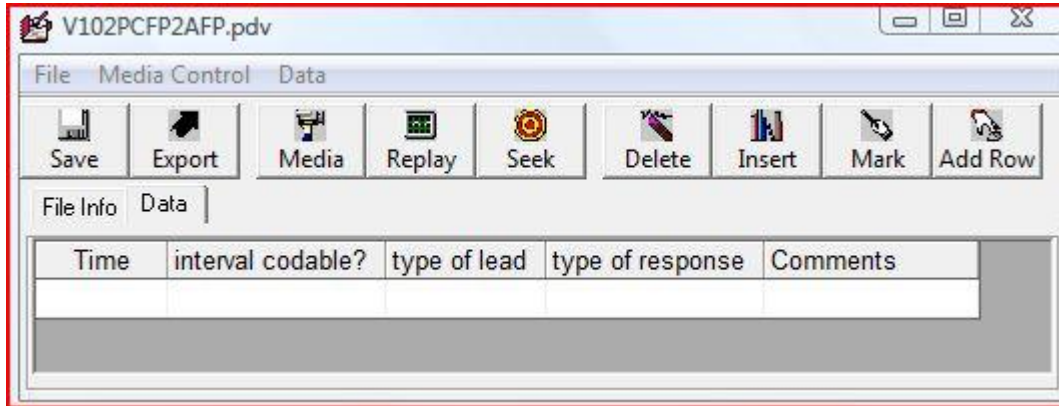 V102PCFP2AFP.pdv
File Media Control Data
Save Export Media Replay Seek Delete Insert Mark Add Row
File Info Data
Time interval codable? type of lead type of response Comments